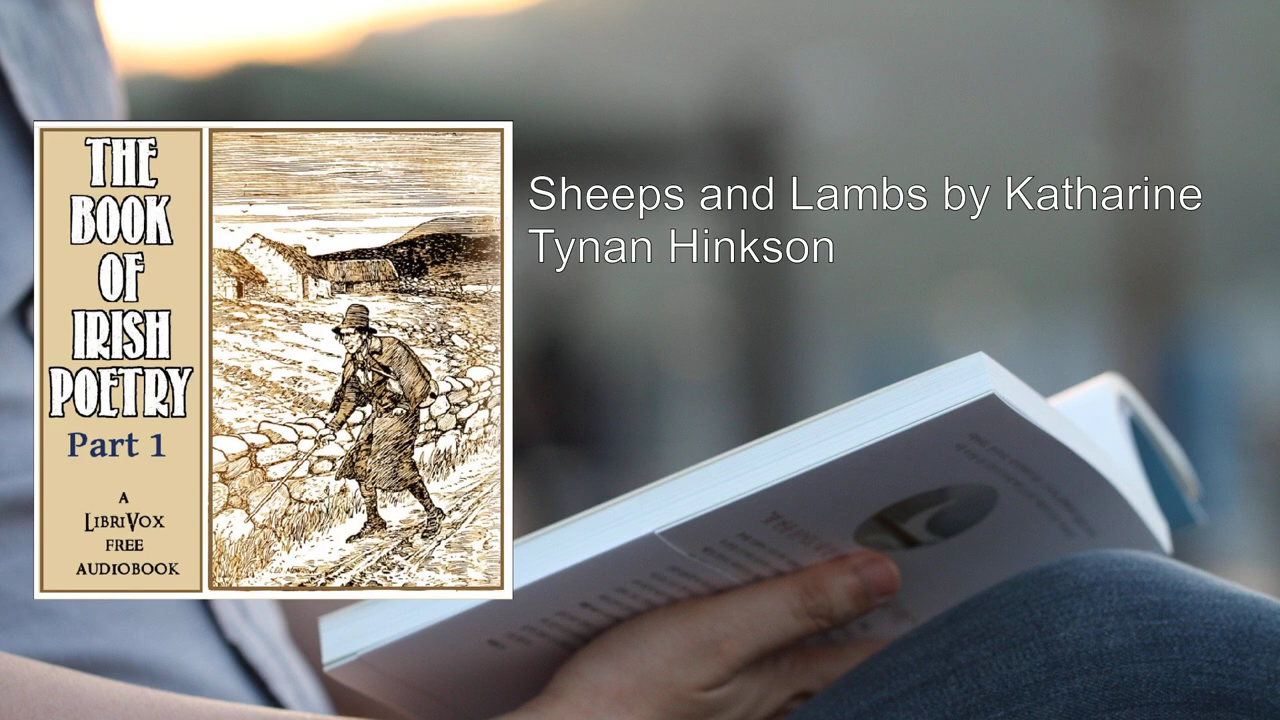 THE
BOOK
OF
IRISH
POETRY
Part 1
A
LIBRIVOX
FREE
AUDIOBOOK
Sheeps and Lambs by Katharine
Tynan Hinkson